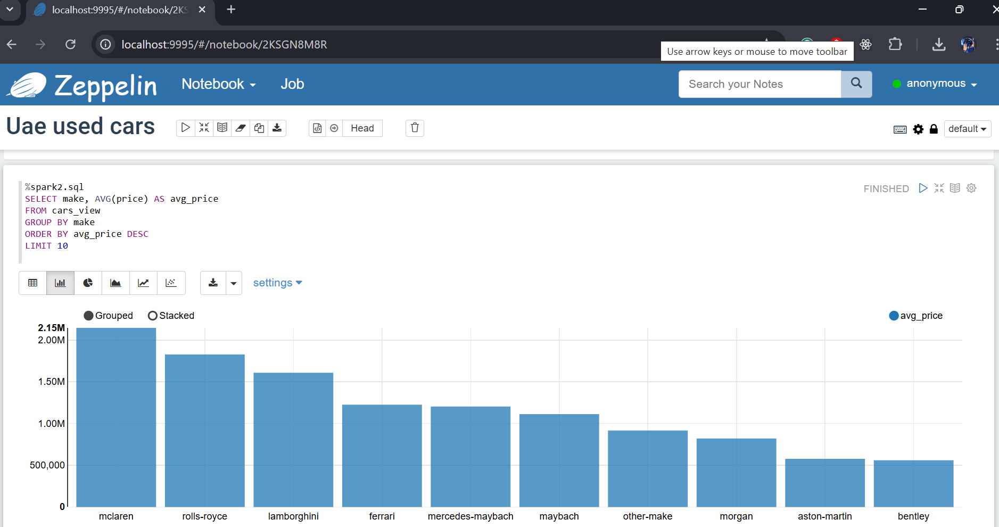 localhost:9995/#/notebook/2KS
localhost:9995/#/notebook/2KSGN8M8R
Use arrow keys or mouse to move toolbar
Zeppelin
Notebook
Job
Search your Notes
anonymous
Uae used cars
Head
default
%spark2.sql
SELECT make, AVG(price) AS avg_price
FROM cars_view
GROUP BY make
ORDER BY avg_price DESC
LIMIT 10
FINISHED
settings
Grouped
Stacked
avg_price
2.15M
2.00M
1.50M
1.00M
500,000
0
mclaren
rolls-royce
lamborghini
ferrari
mercedes-maybach
maybach
other-make
morgan
aston-martin
bentley